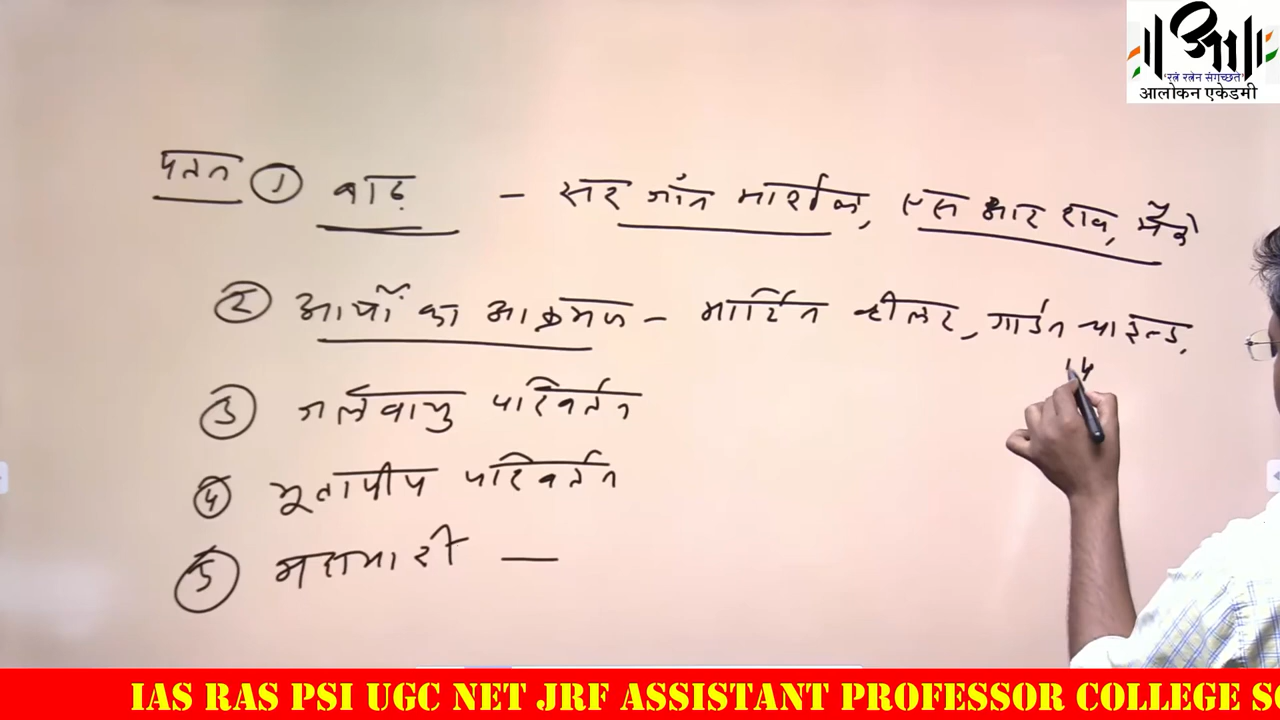 'रत्नं रत्नेन संगच्छते'
आलोकन एकेडमी
पतन ① बाढ़ - सर जॉन मार्शल, एस आर राव, मैके
② आर्यों का आक्रमण - मार्टिन व्हीलर, गार्डन चाइल्ड,
③ जलवायु परिवर्तन
④ भूतापीय परिवर्तन
⑤ महामारी —
IAS RAS PSI UGC NET JRF ASSISTANT PROFESSOR COLLEGE SC